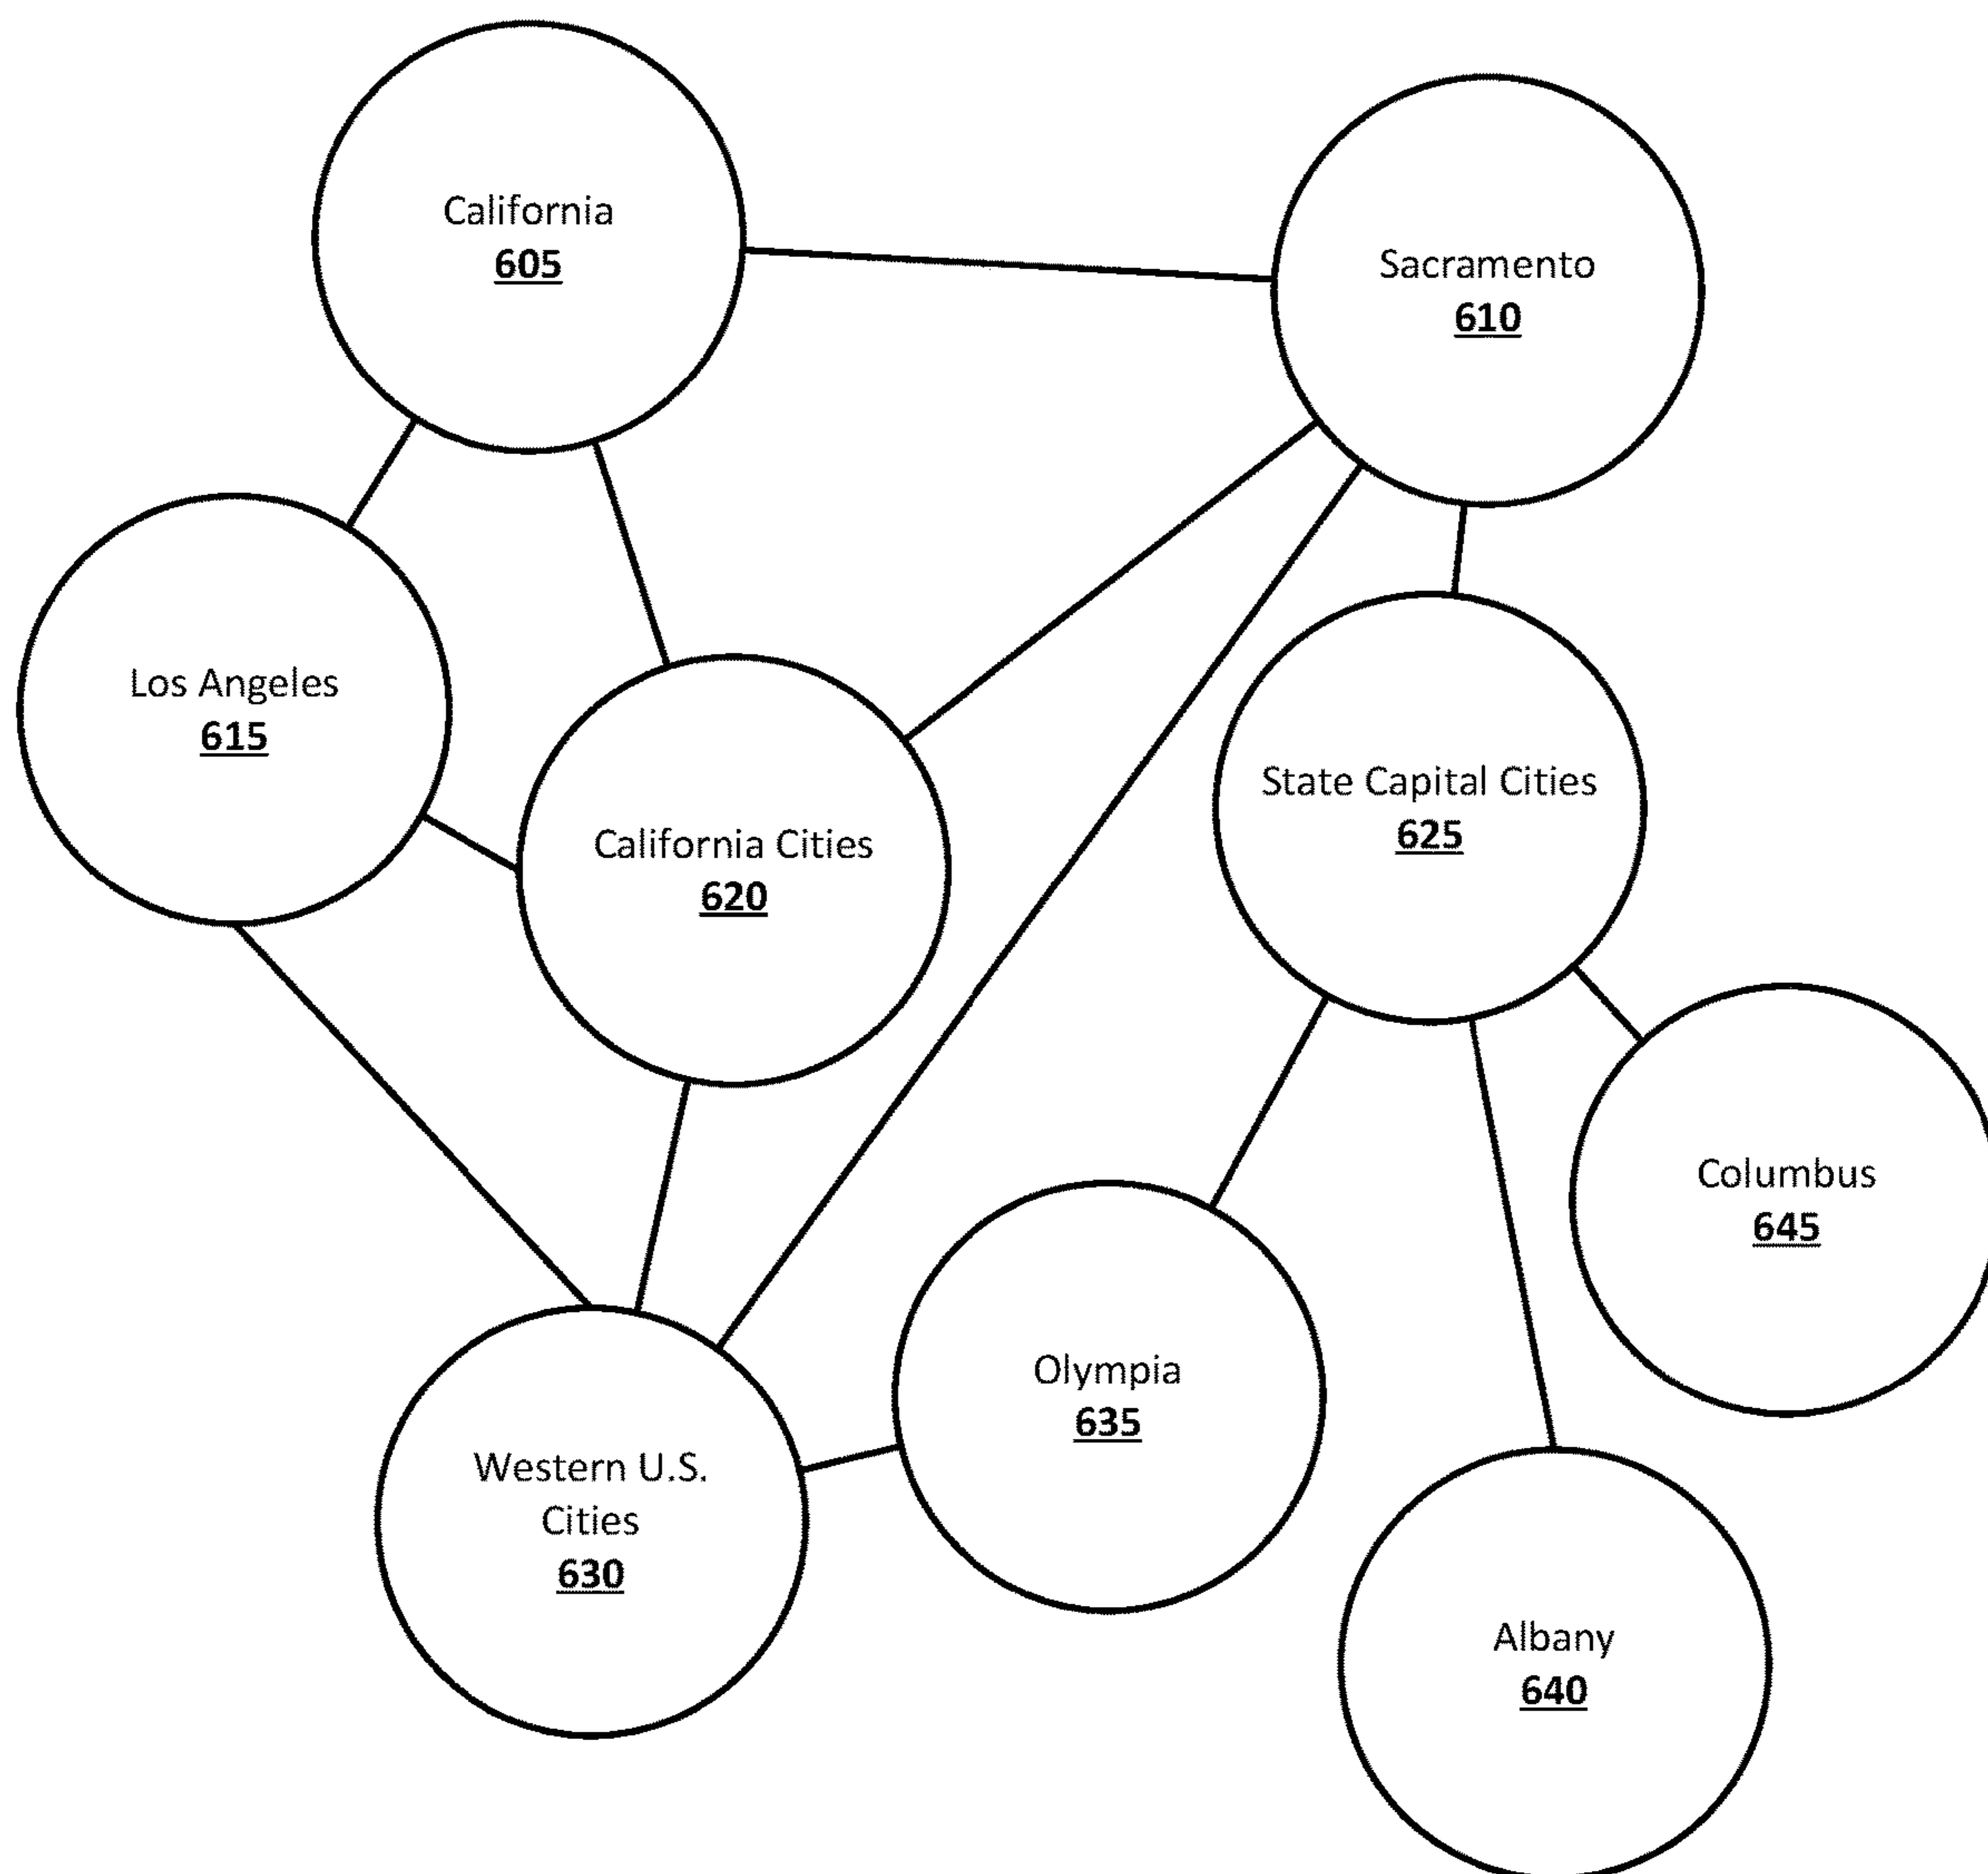 California
605
Sacramento
610
Los Angeles
615
California Cities
620
State Capital Cities
625
Columbus
645
Olympia
635
Western U.S.
Cities
630
Albany
640